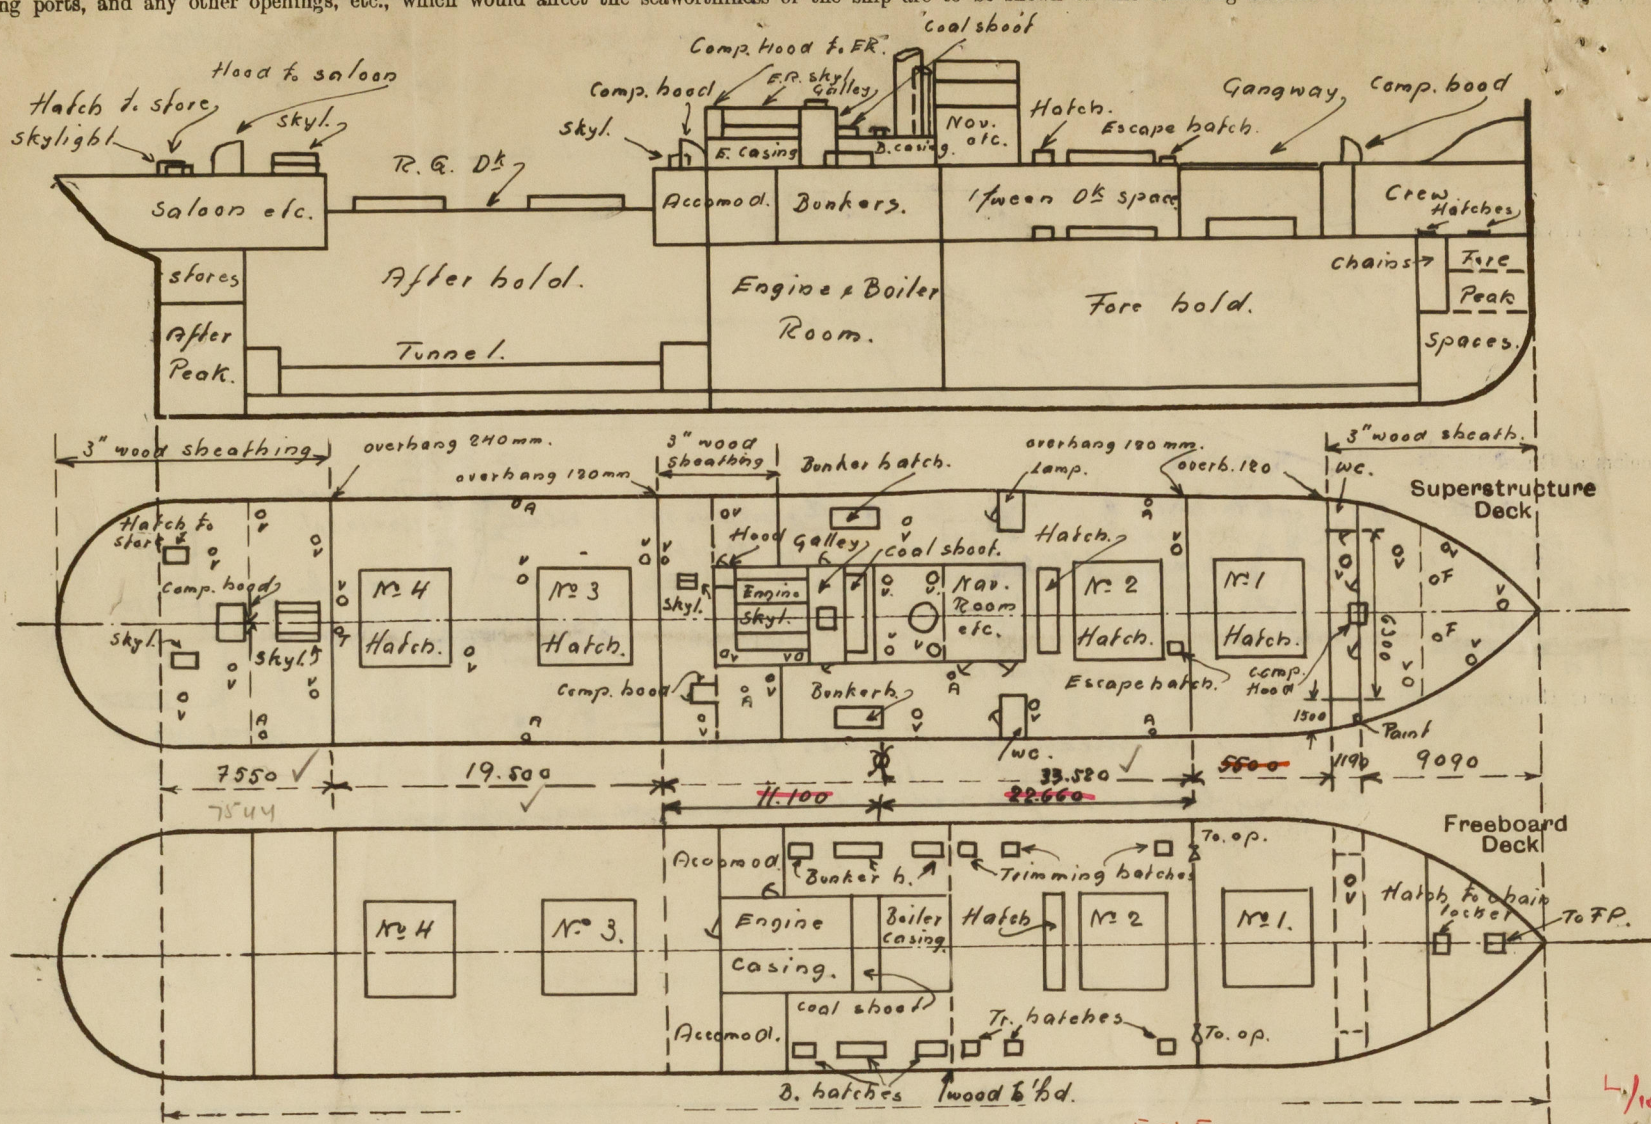 ng ports, and any other openings, etc., which would affect the seaworthiness of the ship are to be shown
Coal shoot
Comp. Hood to E.R.
Hood to saloon
E.R. skyl.
Galley
Comp. hood
Gangway
Comp. hood
Hatch to store
skyl.
Skyl.
Hatch.
Escape hatch.
skylight
R. Q. Dk
E. casing
B. casing.
Nav. etc.
Saloon etc.
Accomod.
Bunkers.
Tween Dk space
Crew
Hatches
stores
After hold.
Engine & Boiler Room.
Fore hold.
Chains
Fore Peak Spaces.
After Peak.
Tunnel.
3" wood sheathing
overhang 240 mm.
3" wood sheathing
Bunker hatch.
overhang 120 mm.
Lamp.
overh. 120
3" wood sheath.
wc.
overhang 120 mm.
Superstructure Deck
Hatch to store
A
A
ov
Hood
Galley
Coal shoot.
Hatch.
Comp. hood
No 4 Hatch.
No 3 Hatch.
Skyl.
Engine Skyl.
Nav. Room etc.
No 2 Hatch.
No 1 Hatch.
oF
oF
6300
Skyl.
Skyl.
Comp. hood
Bunker h.
A
A
Escape hatch.
Comp. Hood
1500
Paint
A
A
A
wc.
7550
19.500
33.520
5600
1190
9090
7544
11.100
22.660
Freeboard Deck
Accomod.
Bunker h.
Trimming hatches
To. op.
Hatch to chain locker
To F.P.
No 4
No 3.
Engine Casing.
Boiler Casing.
Hatch
No 2
No 1.
Coal shoot
Accomod.
Tr. hatches
To. op.
B. hatches
wood b'hd.